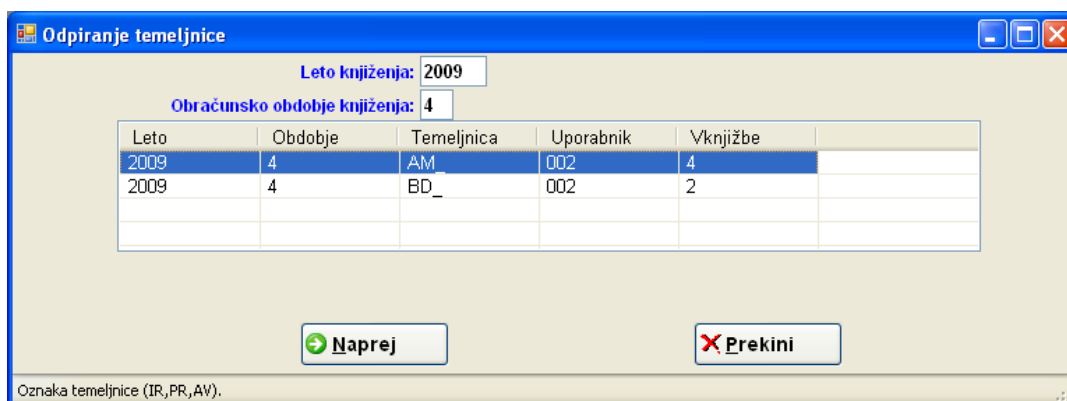 Odpiranje temeljnice
Leto knjiženja: 2009
Obračunsko obdobje knjiženja: 4
Leto Obdobje Temeljnica Uporabnik Vknjižbe
2009 4 AM_ 002 4
2009 4 BD_ 002 2
Naprej Prekini
Oznaka temeljnice (IR,PR,AV).